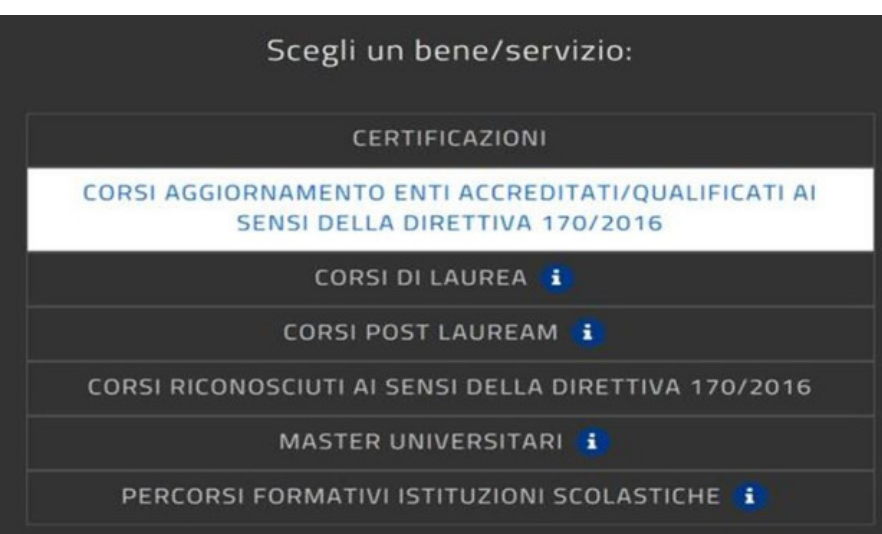 Scegli un bene/servizio:
CERTIFICAZIONI
CORSI AGGIORNAMENTO ENTI ACCREDITATI/QUALIFICATI AI
SENSI DELLA DIRETTIVA 170/2016
CORSI DI LAUREA i
CORSI POST LAUREAM i
CORSI RICONOSCIUTI AI SENSI DELLA DIRETTIVA 170/2016
MASTER UNIVERSITARI i
PERCORSI FORMATIVI ISTITUZIONI SCOLASTICHE i